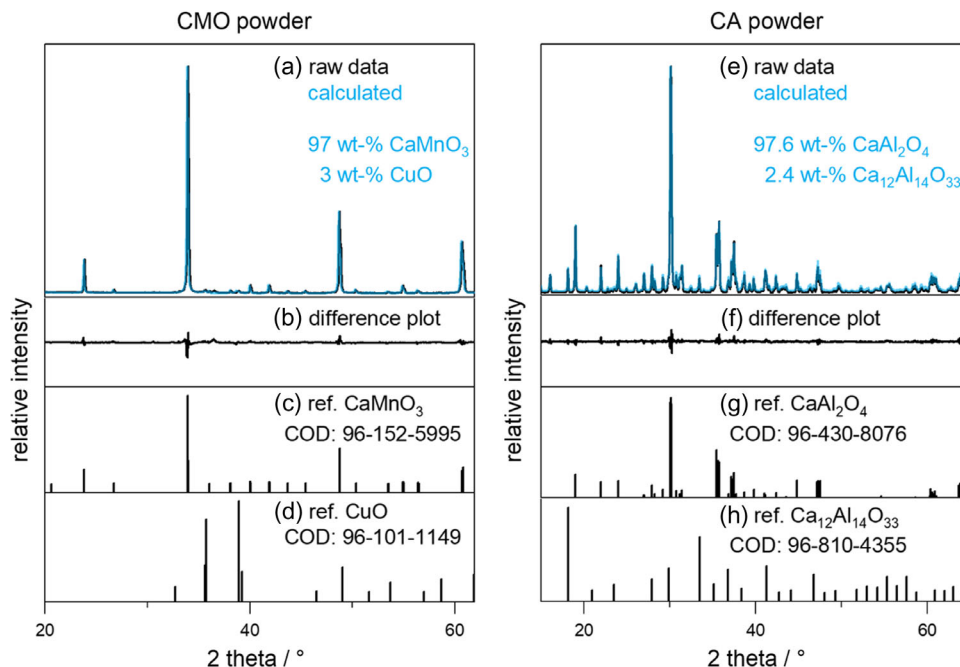 CMO powder
(a) raw data
calculated
97 wt-% CaMnO₃
3 wt-% CuO
(b) difference plot
(c) ref. CaMnO₃
COD: 96-152-5995
(d) ref. CuO
COD: 96-101-1149
relative intensity
20
40
60
2 theta / °
CA powder
(e) raw data
calculated
97.6 wt-% CaAl₂O₄
2.4 wt-% Ca₁₂Al₁₄O₃₃
(f) difference plot
(g) ref. CaAl₂O₄
COD: 96-430-8076
(h) ref. Ca₁₂Al₁₄O₃₃
COD: 96-810-4355
relative intensity
20
40
60
2 theta / °